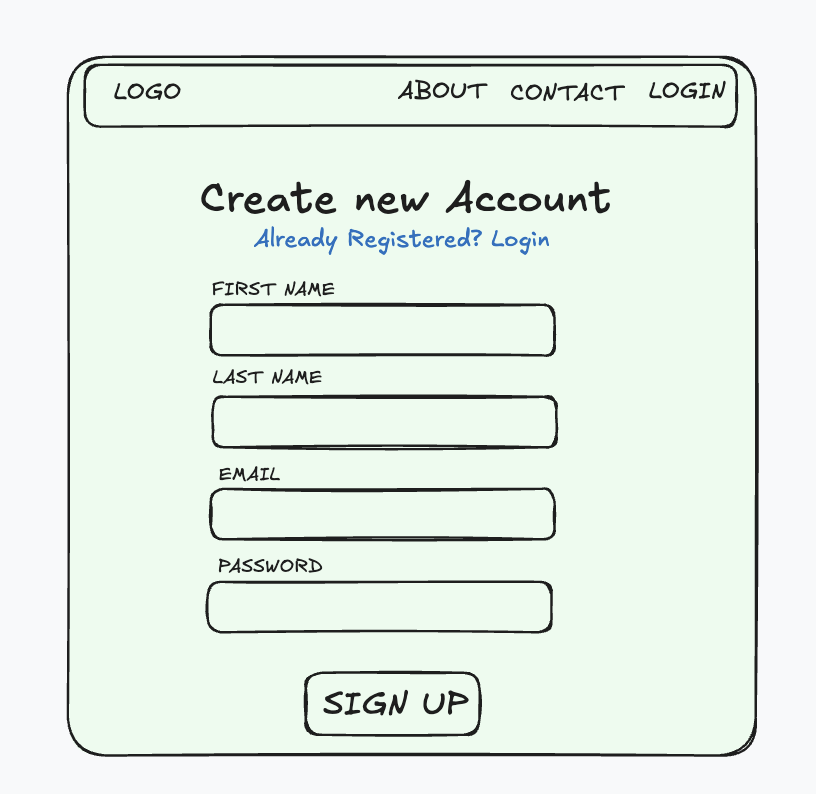 LOGO ABOUT CONTACT LOGIN
Create new Account
Already Registered? Login
FIRST NAME
LAST NAME
EMAIL
PASSWORD
SIGN UP